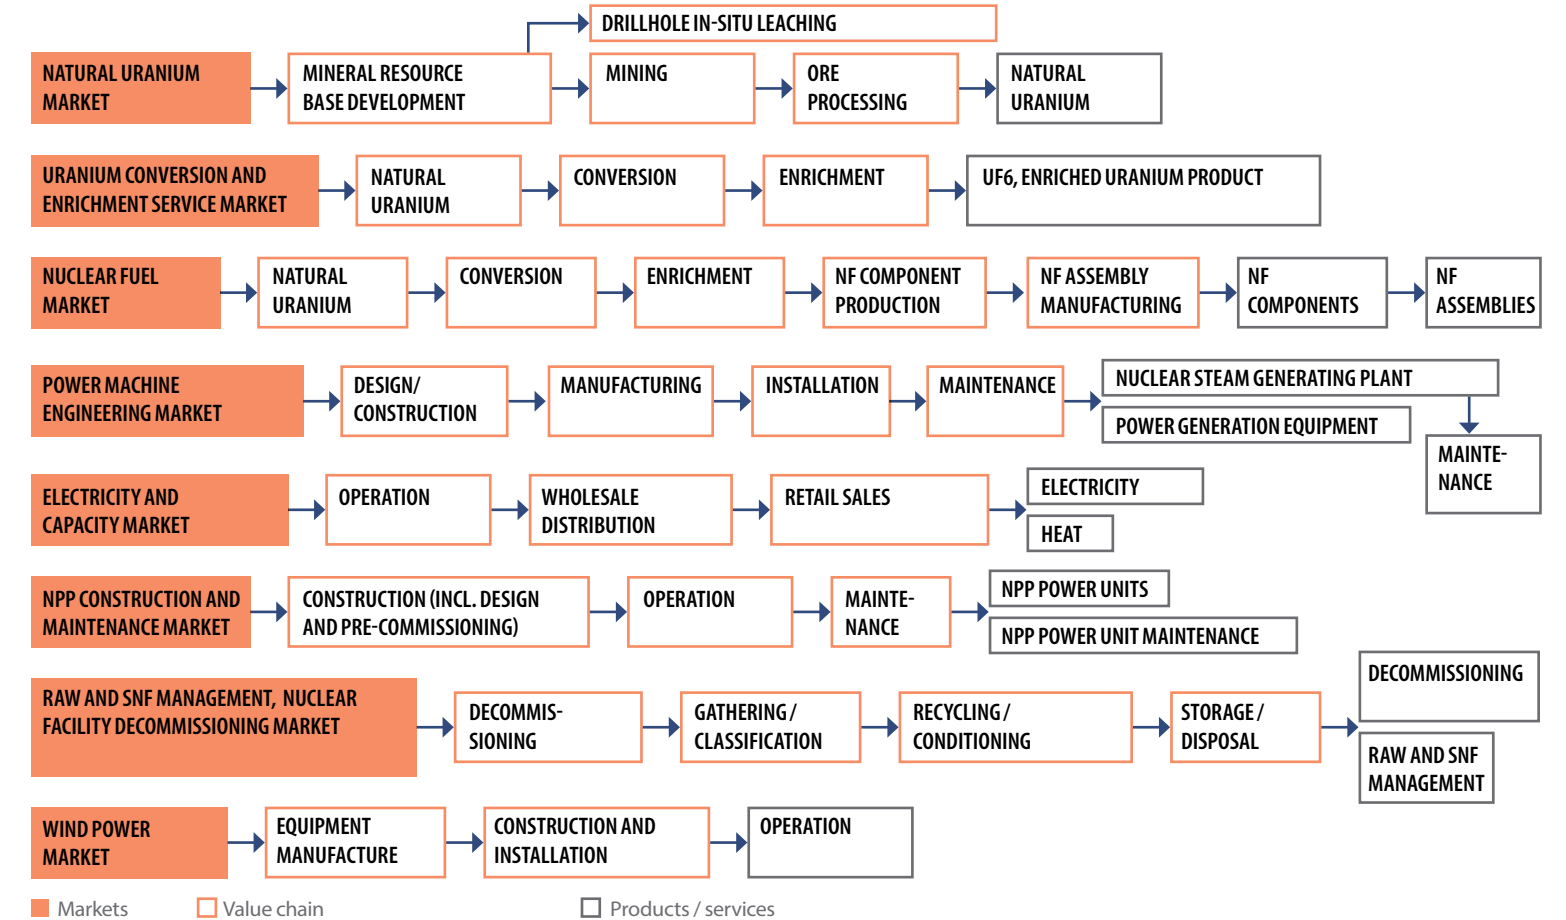 DRILLHOLE IN-SITU LEACHING
NATURAL URANIUM
MARKET
MINERAL RESOURCE
BASE DEVELOPMENT
MINING
ORE
PROCESSING
NATURAL
URANIUM
URANIUM CONVERSION AND
ENRICHMENT SERVICE MARKET
NATURAL
URANIUM
CONVERSION
ENRICHMENT
UF6, ENRICHED URANIUM PRODUCT
NUCLEAR FUEL
MARKET
NATURAL
URANIUM
CONVERSION
ENRICHMENT
NF COMPONENT
PRODUCTION
NF ASSEMBLY
MANUFACTURING
NF
COMPONENTS
NF
ASSEMBLIES
POWER MACHINE
ENGINEERING MARKET
DESIGN/
CONSTRUCTION
MANUFACTURING
INSTALLATION
MAINTENANCE
NUCLEAR STEAM GENERATING PLANT
POWER GENERATION EQUIPMENT
MAINTE-
NANCE
ELECTRICITY AND
CAPACITY MARKET
OPERATION
WHOLESALE
DISTRIBUTION
RETAIL SALES
ELECTRICITY
HEAT
NPP CONSTRUCTION AND
MAINTENANCE MARKET
CONSTRUCTION (INCL. DESIGN
AND PRE-COMMISSIONING)
OPERATION
MAINTE-
NANCE
NPP POWER UNITS
NPP POWER UNIT MAINTENANCE
RAW AND SNF MANAGEMENT, NUCLEAR
FACILITY DECOMMISSIONING MARKET
DECOMMIS-
SIONING
GATHERING /
CLASSIFICATION
RECYCLING /
CONDITIONING
STORAGE /
DISPOSAL
DECOMMISSIONING
RAW AND SNF
MANAGEMENT
WIND POWER
MARKET
EQUIPMENT
MANUFACTURE
CONSTRUCTION AND
INSTALLATION
OPERATION
Markets
Value chain
Products / services